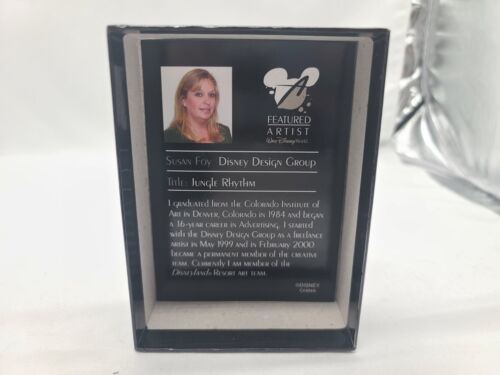 FEATURED
ARTIST
Walt Disney World
Susan Foy Disney Design Group
Title: Jungle Rhythm
I graduated from the Colorado Institute of
Art in Denver, Colorado in 1984 and began
a 16-year career in Advertising. I started
with the Disney Design Group as a freelance
artist in May 1999 and in February 2000
became a permanent member of the creative
team. Currently I am member of the
Disneyland® Resort art team.
©DISNEY
China